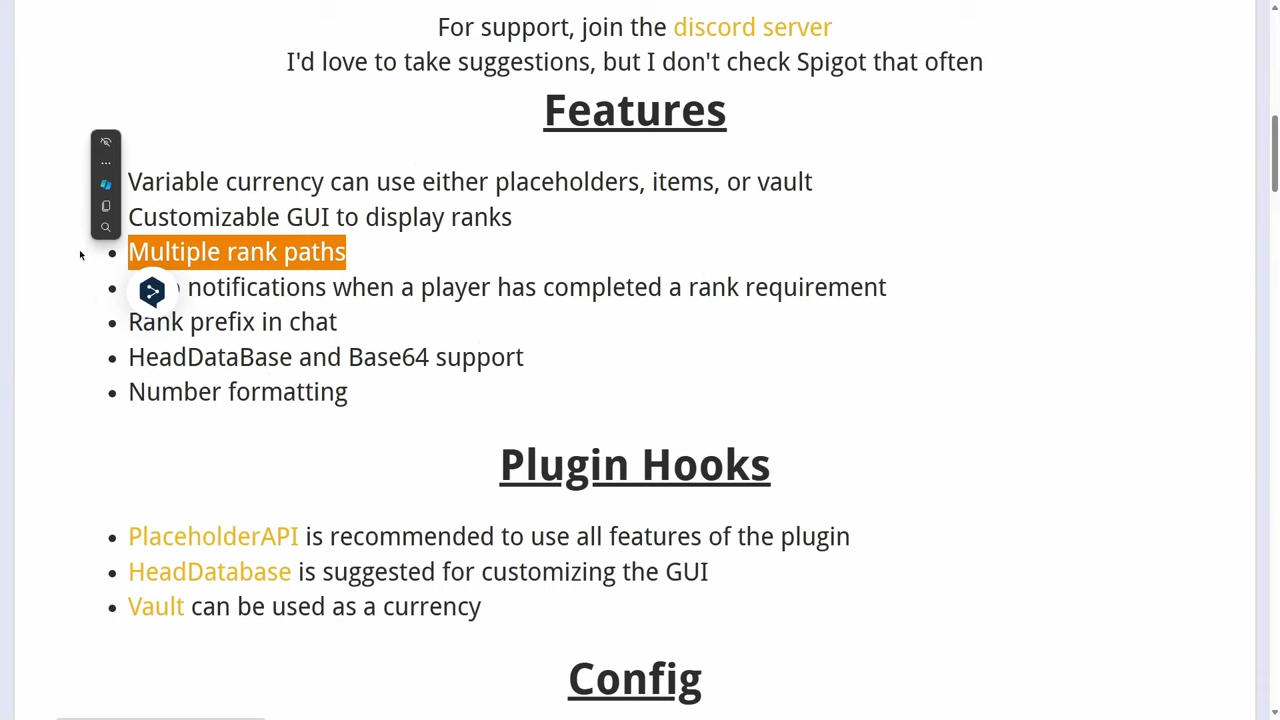 For support, join the discord server
I'd love to take suggestions, but I don't check Spigot that often
Features
Variable currency can use either placeholders, items, or vault
Customizable GUI to display ranks
Multiple rank paths
notifications when a player has completed a rank requirement
Rank prefix in chat
HeadDataBase and Base64 support
Number formatting
Plugin Hooks
PlaceholderAPI is recommended to use all features of the plugin
HeadDatabase is suggested for customizing the GUI
Vault can be used as a currency
Config